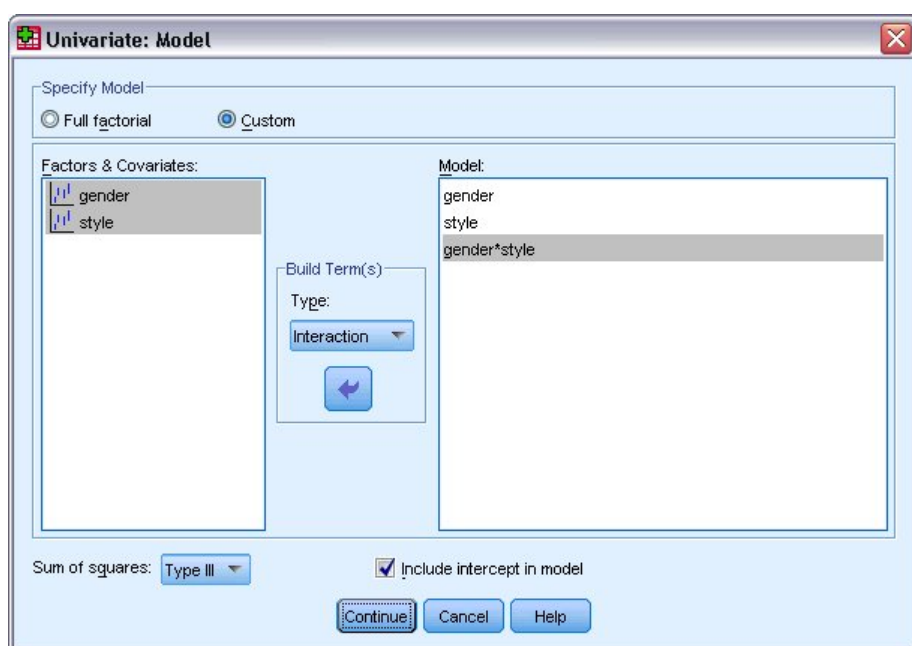 Univariate: Model
Specify Model
Full factorial
Custom
Factors & Covariates:
gender
style
Build Term(s)
Type:
Interaction
Model:
gender
style
gender*style
Sum of squares:
Type III
Include intercept in model
Continue
Cancel
Help